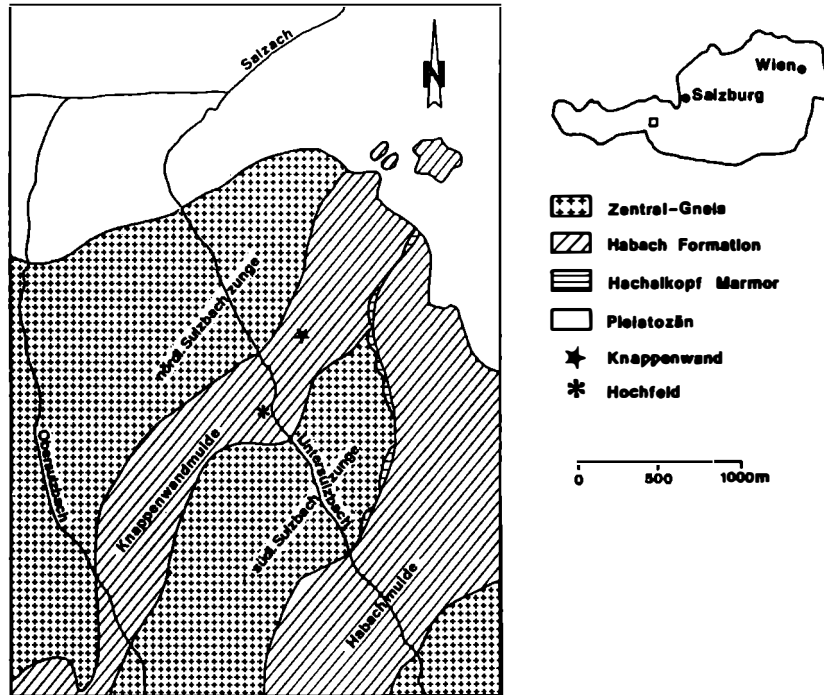 Salzach
N
Wien
Salzburg
nördl. Sulzbachzunge
Obersulzbach
Knappenwandmulde
Untersulzbach
südl. Sulzbachzunge
Habachmulde
Zentral-Gneis
Habach Formation
Hachelkopf Marmor
Pleistozän
Knappenwand
Hochfeld
0 500 1000m